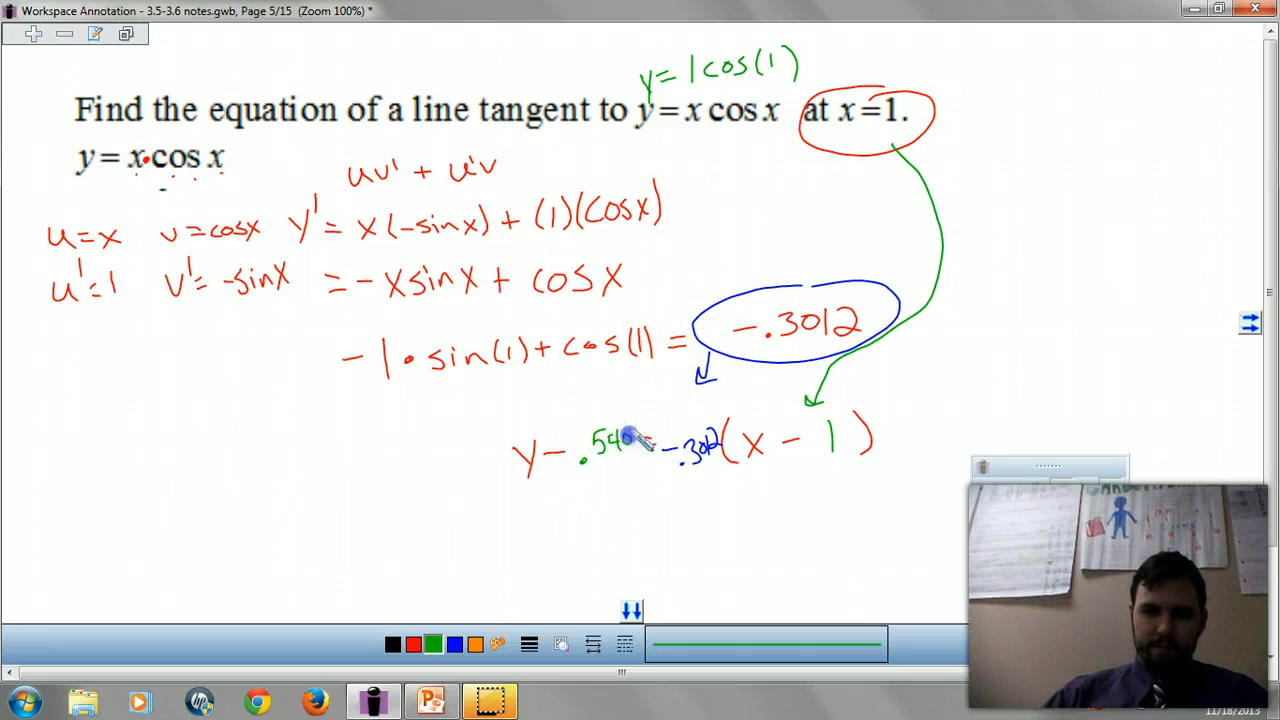 Workspace Annotation - 3.5-3.6 notes.gwb, Page 5/15 (Zoom 100%) *
y = 1cos(1)
Find the equation of a line tangent to y = x cos x at x = 1.
y = x·cos x
uv' + u'v
u = x v = cosx y' = x(-sinx) + (1)(cosx)
u' = 1 v' = -sinx = -xsinx + cosx
-1·sin(1) + cos(1) = -.3012
y - .540 = -.3012(x - 1)
11/18/2013